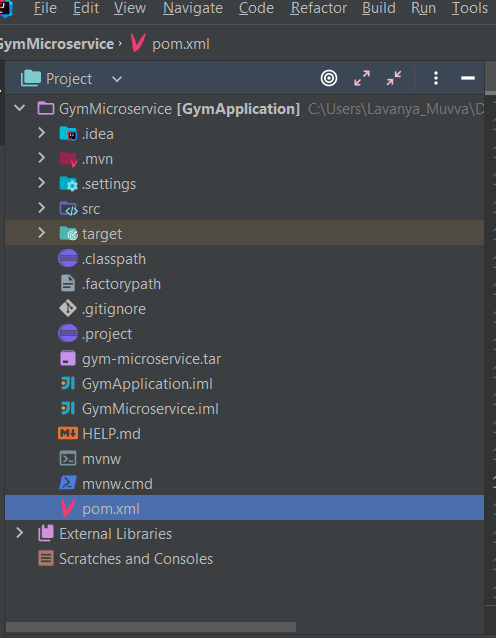 File Edit View Navigate Code Refactor Build Run Tools
GymMicroservice › pom.xml
Project
GymMicroservice [GymApplication] C:\Users\Lavanya_Muvva\D
.idea
.mvn
.settings
src
target
.classpath
.factorypath
.gitignore
.project
gym-microservice.tar
GymApplication.iml
GymMicroservice.iml
HELP.md
mvnw
mvnw.cmd
pom.xml
External Libraries
Scratches and Consoles